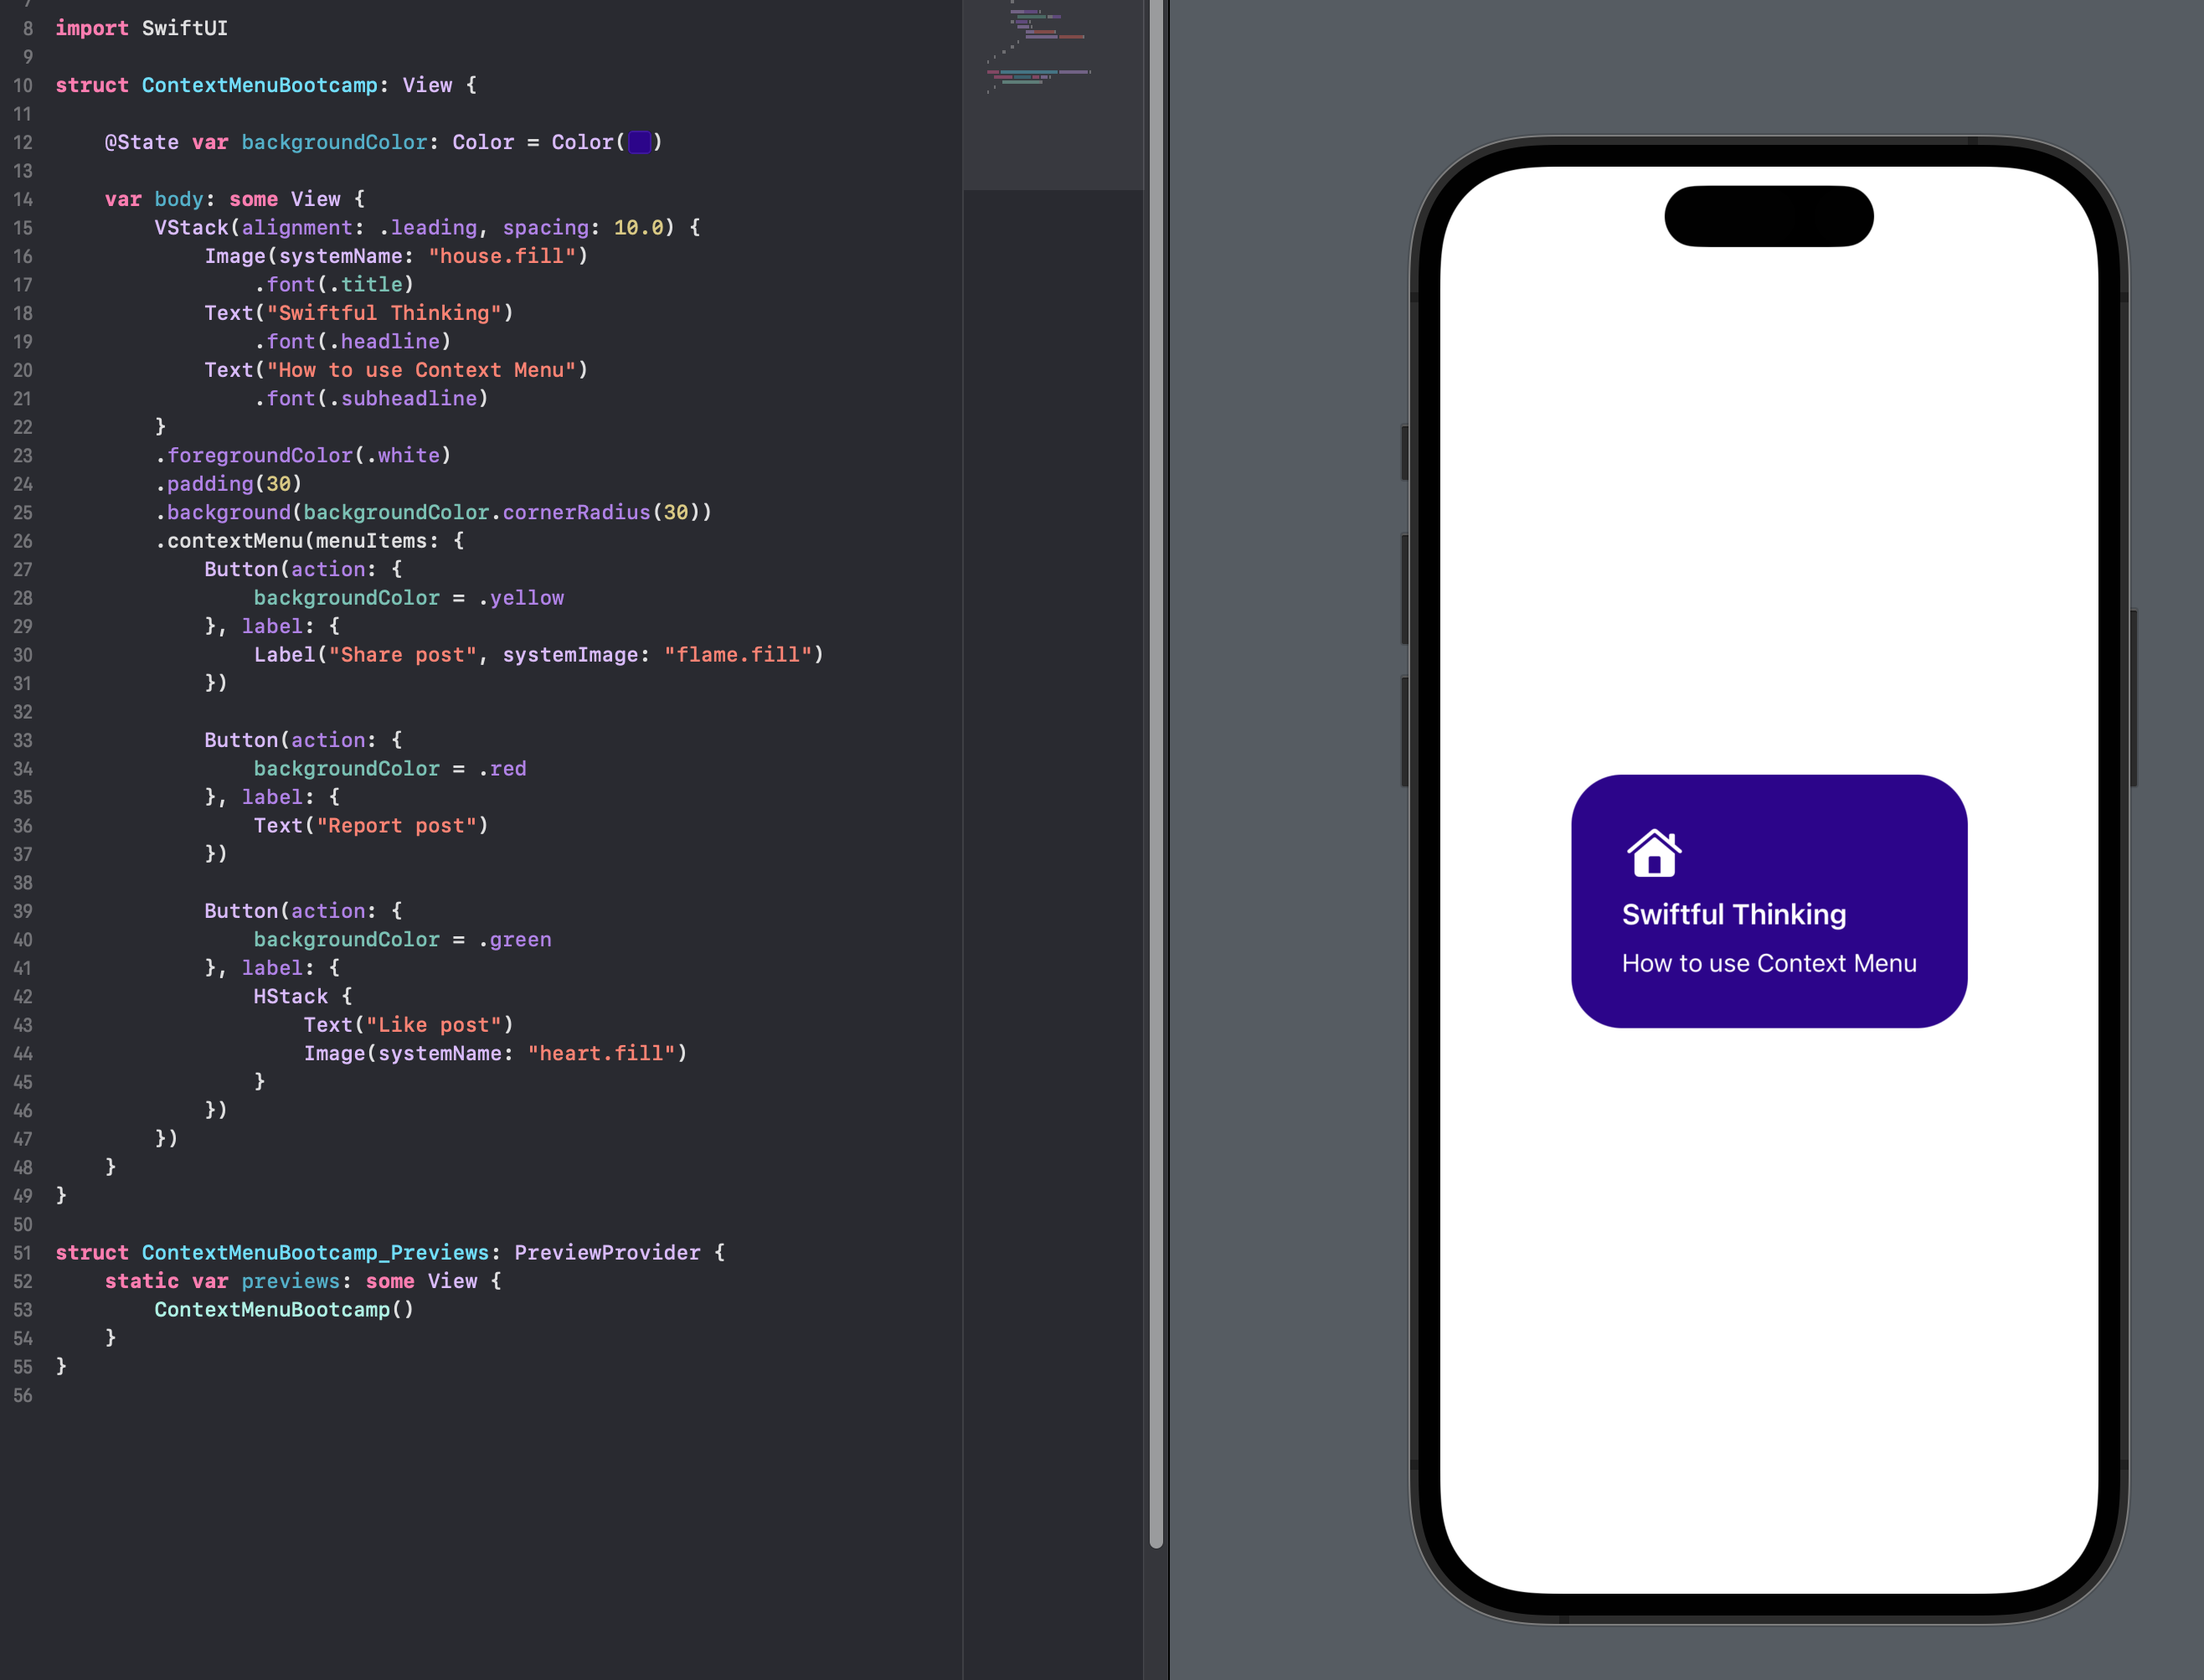 7
8 import SwiftUI
9
10 struct ContextMenuBootcamp: View {
11
12     @State var backgroundColor: Color = Color( )
13
14     var body: some View {
15         VStack(alignment: .leading, spacing: 10.0) {
16             Image(systemName: "house.fill")
17                 .font(.title)
18             Text("Swiftful Thinking")
19                 .font(.headline)
20             Text("How to use Context Menu")
21                 .font(.subheadline)
22         }
23         .foregroundColor(.white)
24         .padding(30)
25         .background(backgroundColor.cornerRadius(30))
26         .contextMenu(menuItems: {
27             Button(action: {
28                 backgroundColor = .yellow
29             }, label: {
30                 Label("Share post", systemImage: "flame.fill")
31             })
32
33             Button(action: {
34                 backgroundColor = .red
35             }, label: {
36                 Text("Report post")
37             })
38
39             Button(action: {
40                 backgroundColor = .green
41             }, label: {
42                 HStack {
43                     Text("Like post")
44                     Image(systemName: "heart.fill")
45                 }
46             })
47         })
48     }
49 }
50
51 struct ContextMenuBootcamp_Previews: PreviewProvider {
52     static var previews: some View {
53         ContextMenuBootcamp()
54     }
55 }
56
Swiftful Thinking
How to use Context Menu